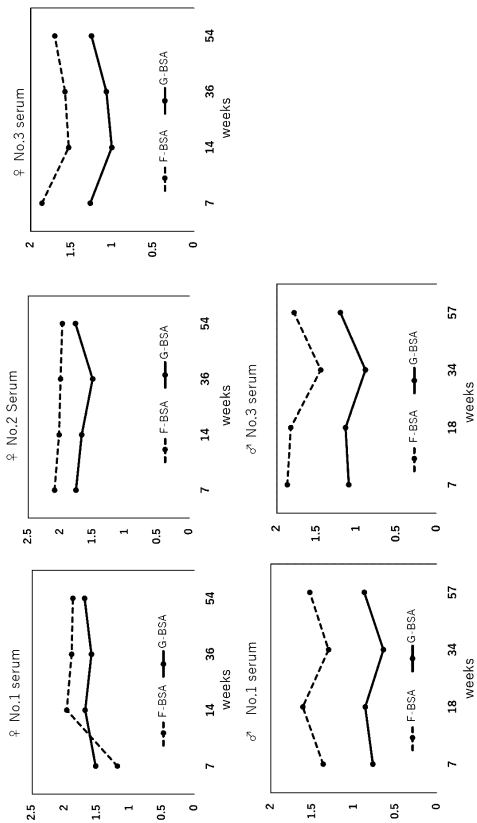 ♀ No.1 serum
2.5
2
1.5
1
0.5
0
F-BSA G-BSA
7 14 36 54
weeks
♀ No.2 Serum
2.5
2
1.5
1
0.5
0
F-BSA G-BSA
7 14 36 54
weeks
♀ No.3 serum
2
1.5
1
0.5
0
F-BSA G-BSA
7 14 36 54
weeks
♂ No.1 serum
2
1.5
1
0.5
0
F-BSA G-BSA
7 18 34 57
weeks
♂ No.3 serum
2
1.5
1
0.5
0
F-BSA G-BSA
7 18 34 57
weeks